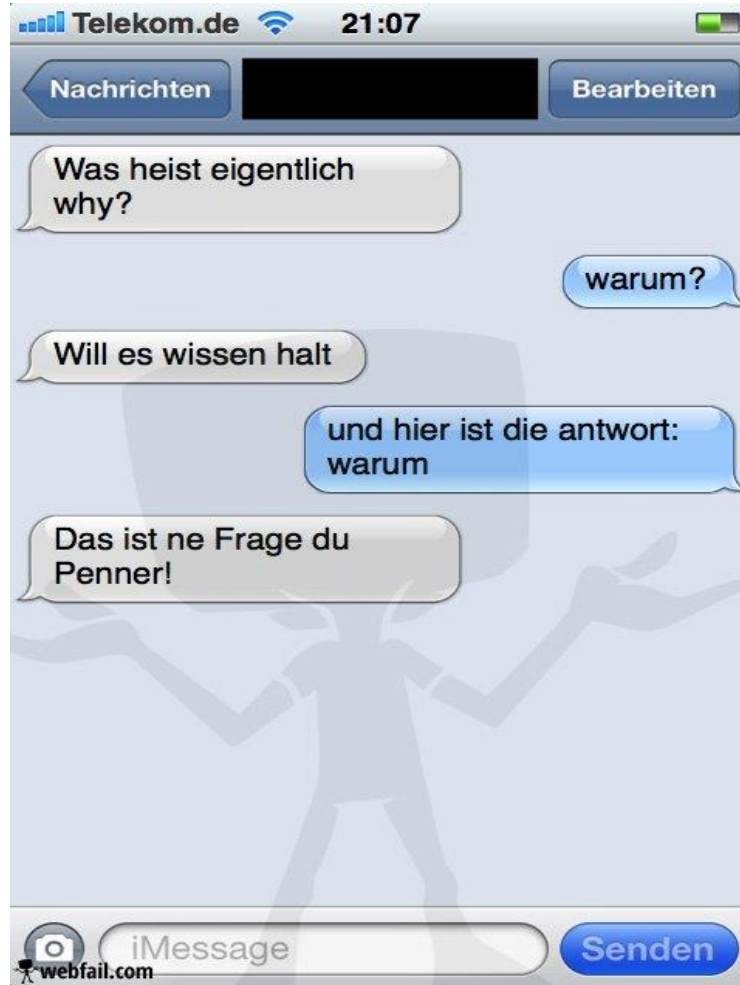 Telekom.de 21:07
Nachrichten Bearbeiten
Was heist eigentlich
why?
warum?
Will es wissen halt
und hier ist die antwort:
warum
Das ist ne Frage du
Penner!
iMessage Senden
webfail.com